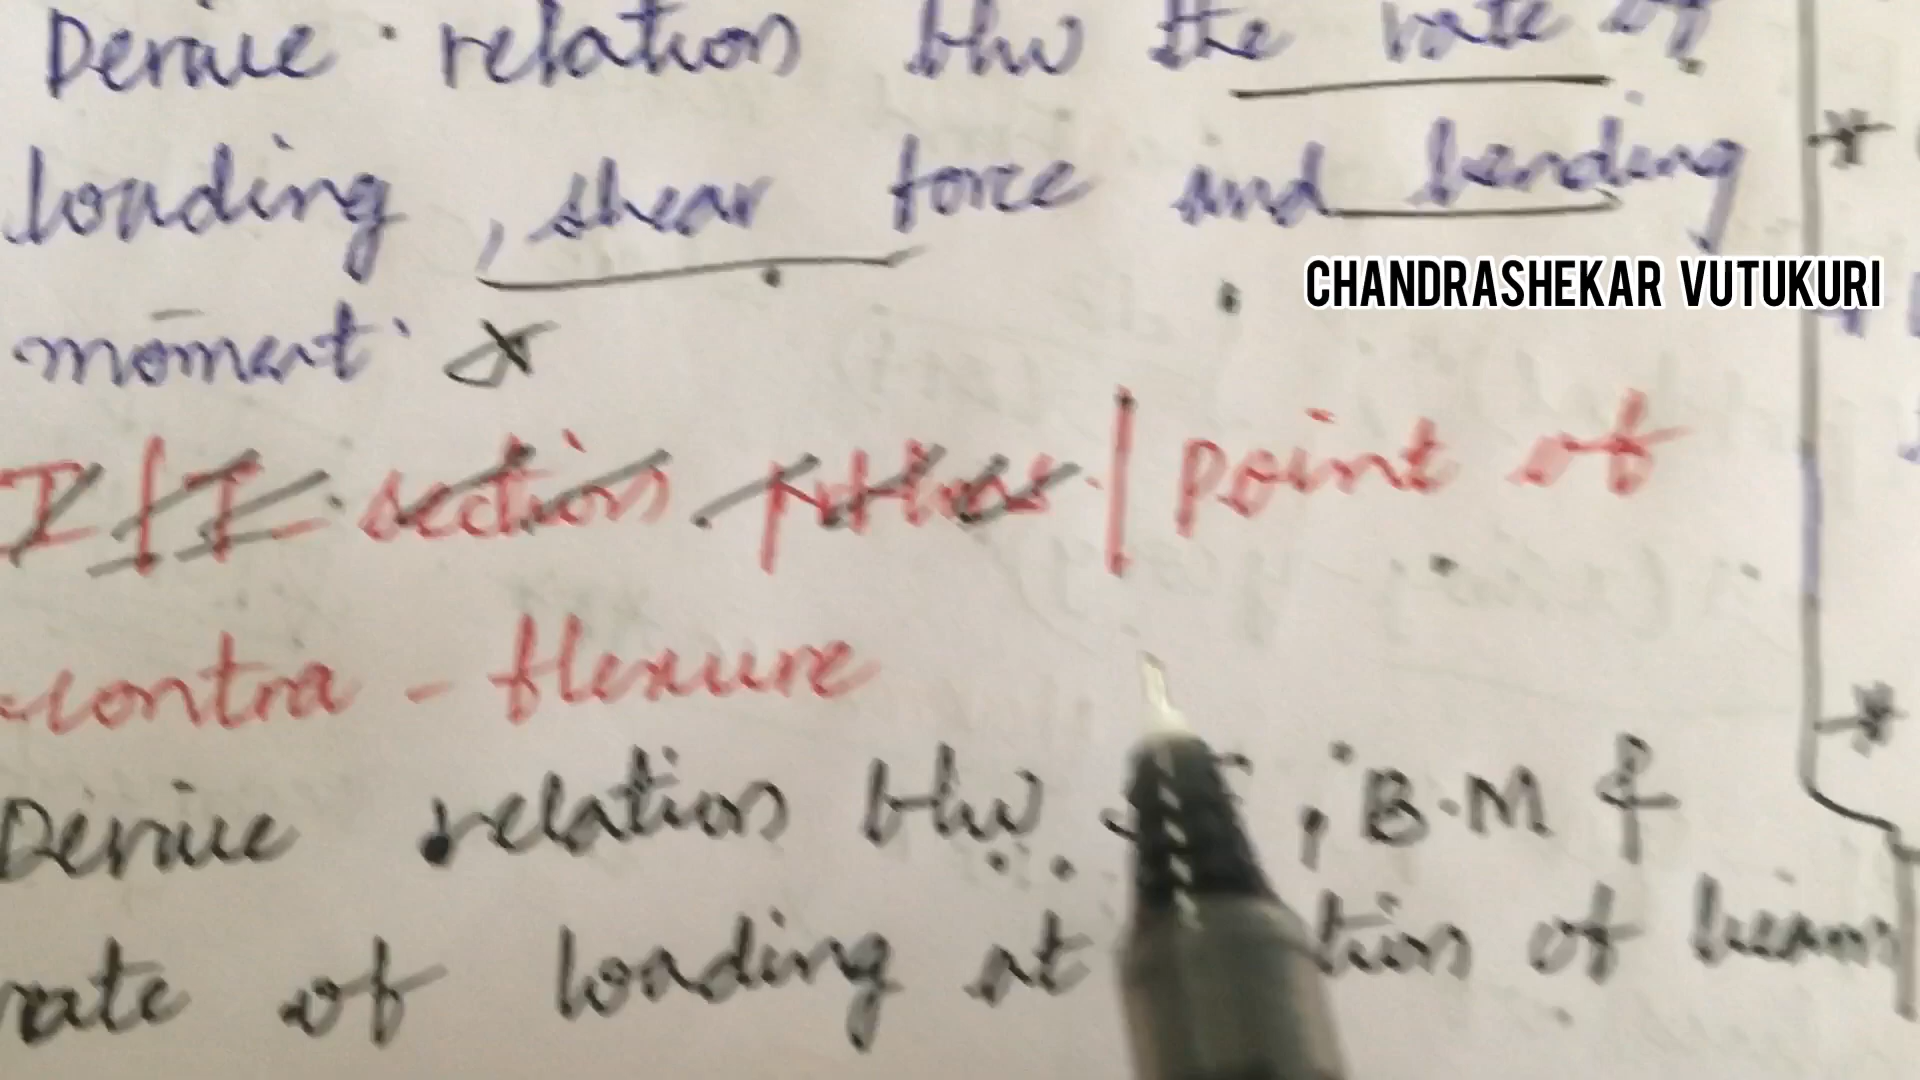 Derive relation b/w the rate of
loading, shear force and bending
CHANDRASHEKAR VUTUKURI
moment.
I/I section | point of
contra - flexure
Derive relation b/w , B.M &
rate of loading at of beam